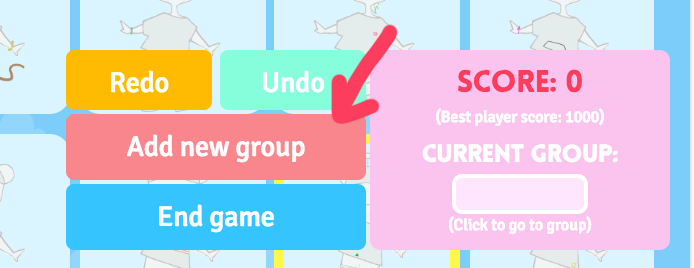 Redo
Undo
Add new group
End game
SCORE: 0
(Best player score: 1000)
CURRENT GROUP:
(Click to go to group)